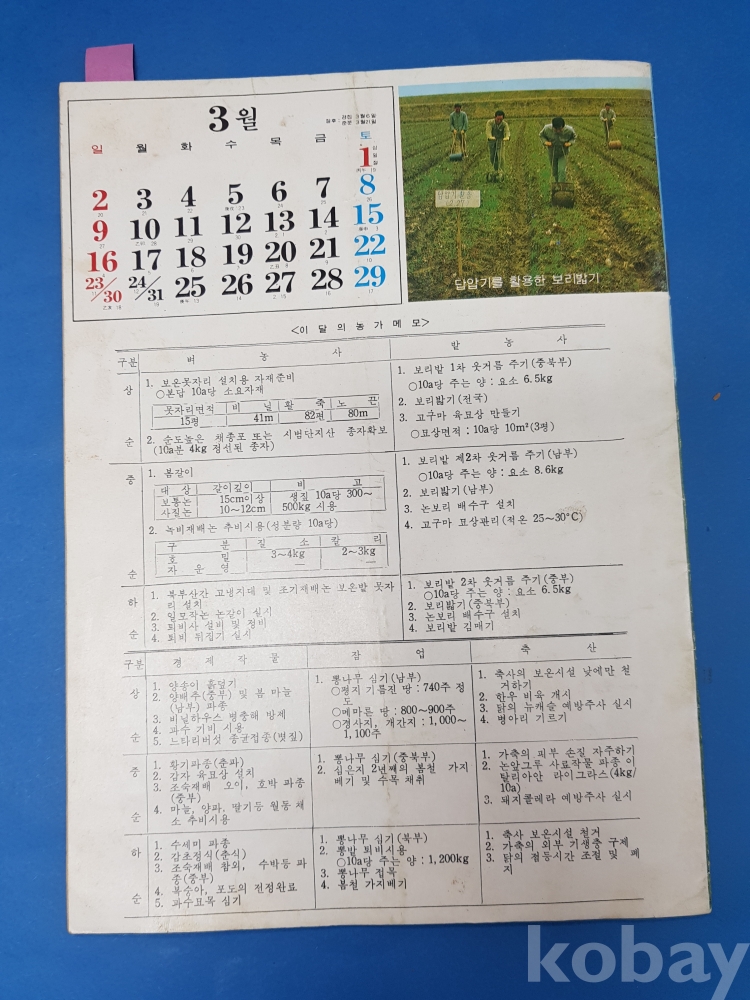 3월
일 월 화 수 목 금 토
1
2 3 4 5 6 7 8
9 10 11 12 13 14 15
16 17 18 19 20 21 22
23/30 24/31 25 26 27 28 29
답압기를 활용한 보리밟기
<이 달의 농가메모>
구분 벼 농 사 밭 농 사
상 순
1. 보온못자리 설치용 자재준비
○본답 10a당 소요자재
못자리면적 비 닐 활 죽 노 끈
15평 41m 82평 80m
2. 순도높은 채종포 또는 시범단지산 종자확보
(10a분 4kg 정선된 종자)
1. 보리밭 1차 웃거름 주기(중북부)
○10a당 주는 양 : 요소 6.5kg
2. 보리밟기(전국)
3. 고구마 육묘상 만들기
○묘상면적 : 10a당 10m²(3평)
중 순
1. 봄갈이
대 상 갈이깊이 비 고
보통논 15cm이상 생짚 10a당 300~
사질논 10~12cm 500kg 시용
2. 녹비재배논 추비시용(성분량 10a당)
구 분 질 소 칼 리
호 밀 3~4kg 2~3kg
자 운 영 — —
1. 보리밭 제2차 웃거름 주기(남부)
○10a당 주는 양 : 요소 8.6kg
2. 보리밟기(남부)
3. 논보리 배수구 설치
4. 고구마 묘상관리(적온 25~30°C)
하 순
1. 북부산간 고냉지대 및 조기재배논 보온밭 못자
리 설치
2. 일모작논 논갈이 실시
3. 퇴비사 설비 및 정비
4. 퇴비 뒤집기 실시
1. 보리밭 2차 웃거름 주기(중부)
○10a당 주는 양 : 요소 6.5kg
2. 보리밟기(중북부)
3. 논보리 배수구 설치
4. 보리밭 김매기
구분 경 제 작 물 잠 업 축 산
상 순
1. 양송이 흙덮기
2. 양배추(중부) 및 봄 마늘
(남부) 파종
3. 비닐하우스 병충해 방제
4. 과수 기비 시용
5. 느타리버섯 종균접종(볏짚)
1. 뽕나무 심기(남부)
○평지 기름진 땅 : 740주 정
도
○메마른 땅 : 800~900주
○경사지, 개간지 : 1,000~
1,100주
1. 축사의 보온시설 낮에만 철
거하기
2. 한우 비육 개시
3. 닭의 뉴캐슬 예방주사 실시
4. 병아리 기르기
중 순
1. 황기파종(춘파)
2. 감자 육묘상 설치
3. 조숙재배 오이, 호박 파종
(중부)
4. 마늘, 양파, 딸기등 월동 채
소 추비시용
1. 뽕나무 심기(중북부)
2. 심은지 2년째의 봄철 가지
베기 및 수목 채취
1. 가축의 피부 손질 자주하기
2. 논앞그루 사료작물 파종 이
탈리아안 라이그라스(4kg/
10a)
3. 돼지콜레라 예방주사 실시
하 순
1. 수세미 파종
2. 감초정식(춘식)
3. 조숙재배 참외, 수박등 파
종(중부)
4. 복숭아, 포도의 전정완료
5. 과수묘목 심기
1. 뽕나무 심기(북부)
2. 뽕밭 퇴비시용
○10a당 주는 양 : 1,200kg
3. 뽕나무 접목
4. 봄철 가지베기
1. 축사 보온시설 철거
2. 가축의 외부 기생충 구제
3. 닭의 점등시간 조절 및 폐
지
kobay